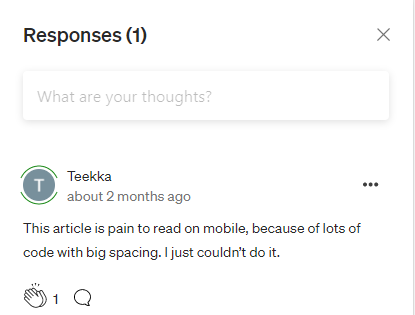 Responses (1)
What are your thoughts?
T
Teekka
about 2 months ago
This article is pain to read on mobile, because of lots of
code with big spacing. I just couldn't do it.
1